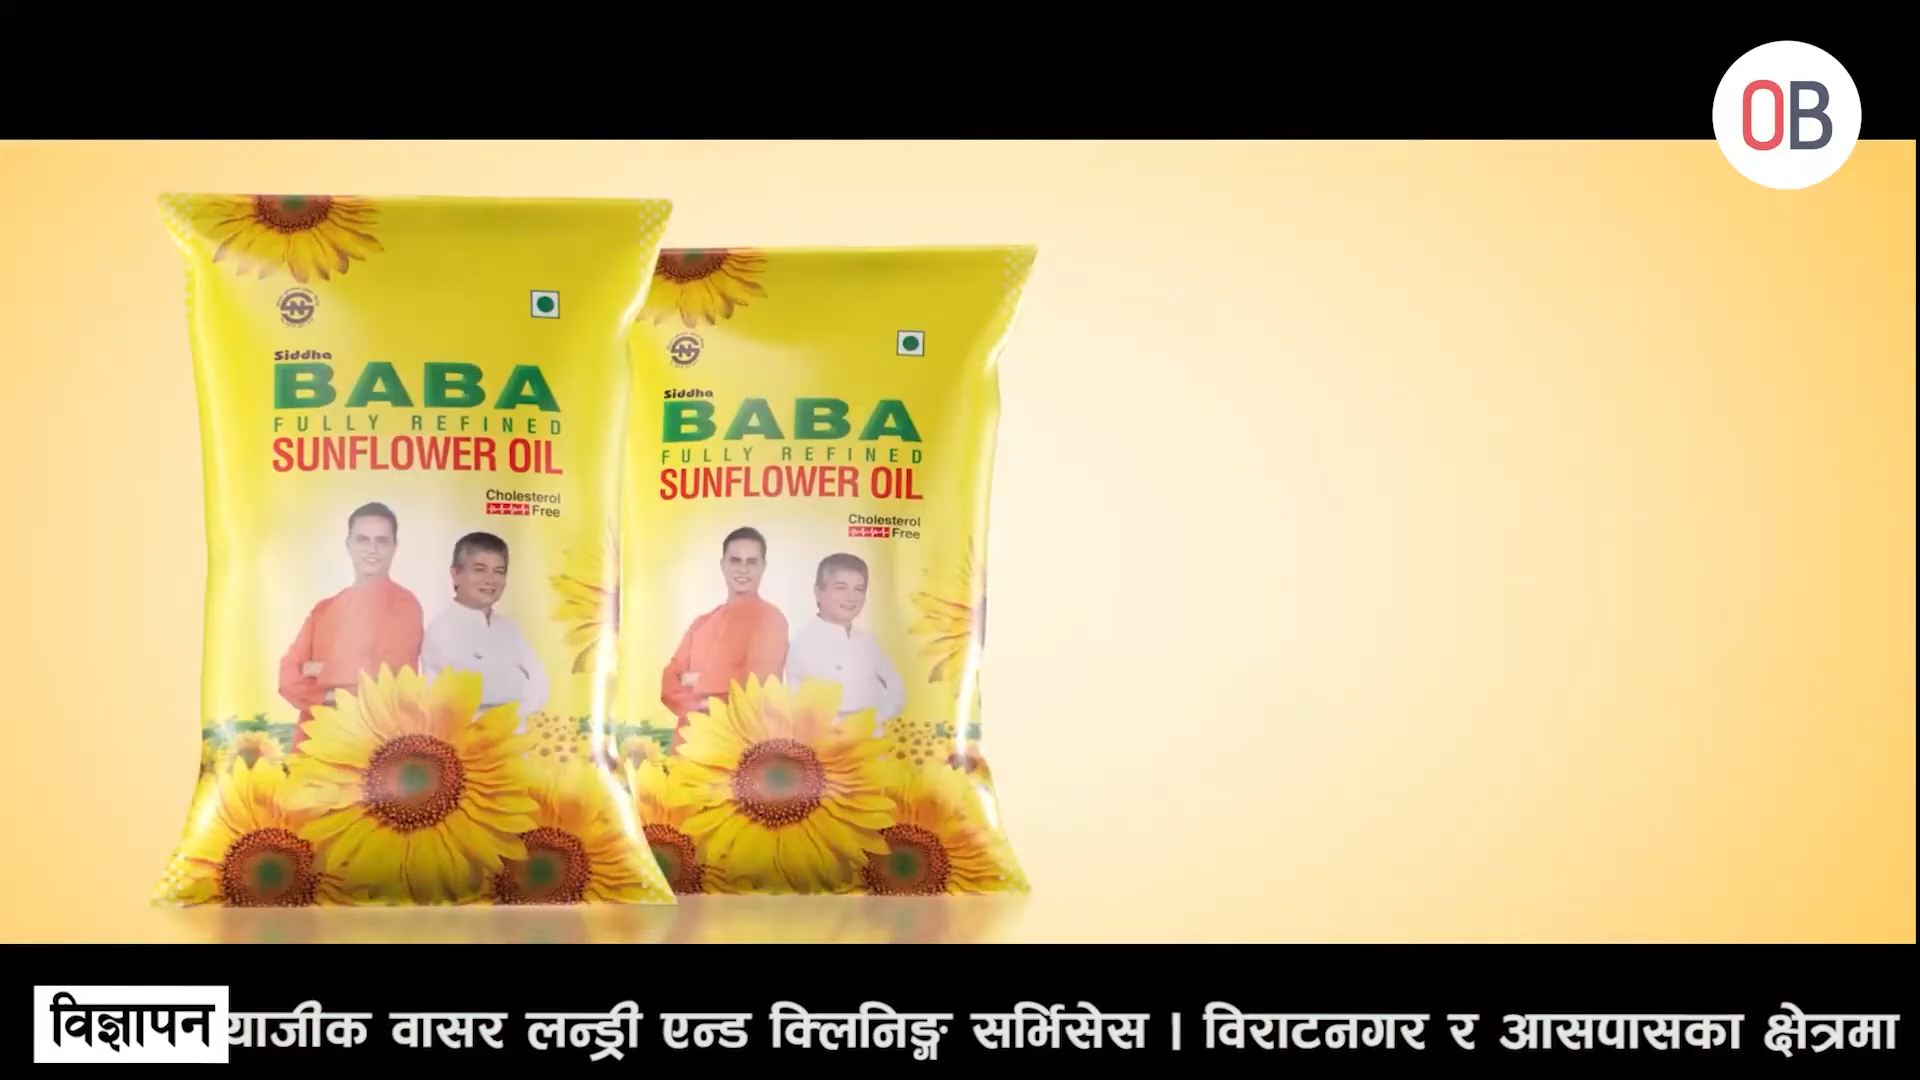 OB
Siddha
BABA
FULLY REFINED
SUNFLOWER OIL
Cholesterol
Free
Siddha
BABA
FULLY REFINED
SUNFLOWER OIL
Cholesterol
Free
विज्ञापन
याजीक वासर लन्ड्री एन्ड क्लिनिङ्ग सर्भिसेस । विराटनगर र आसपासका क्षेत्रमा